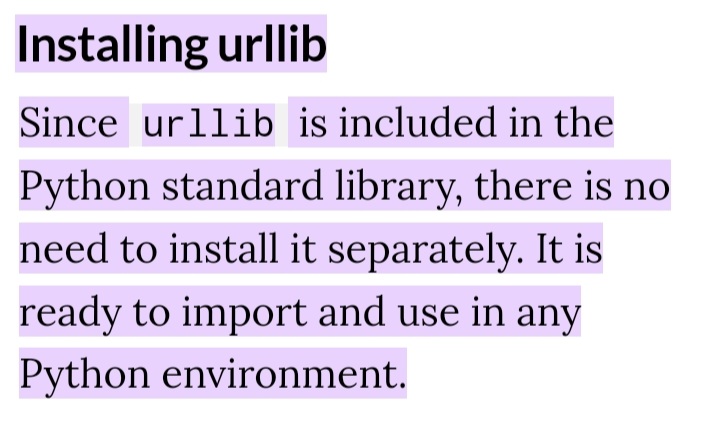 Installing urllib
Since urllib is included in the
Python standard library, there is no
need to install it separately. It is
ready to import and use in any
Python environment.